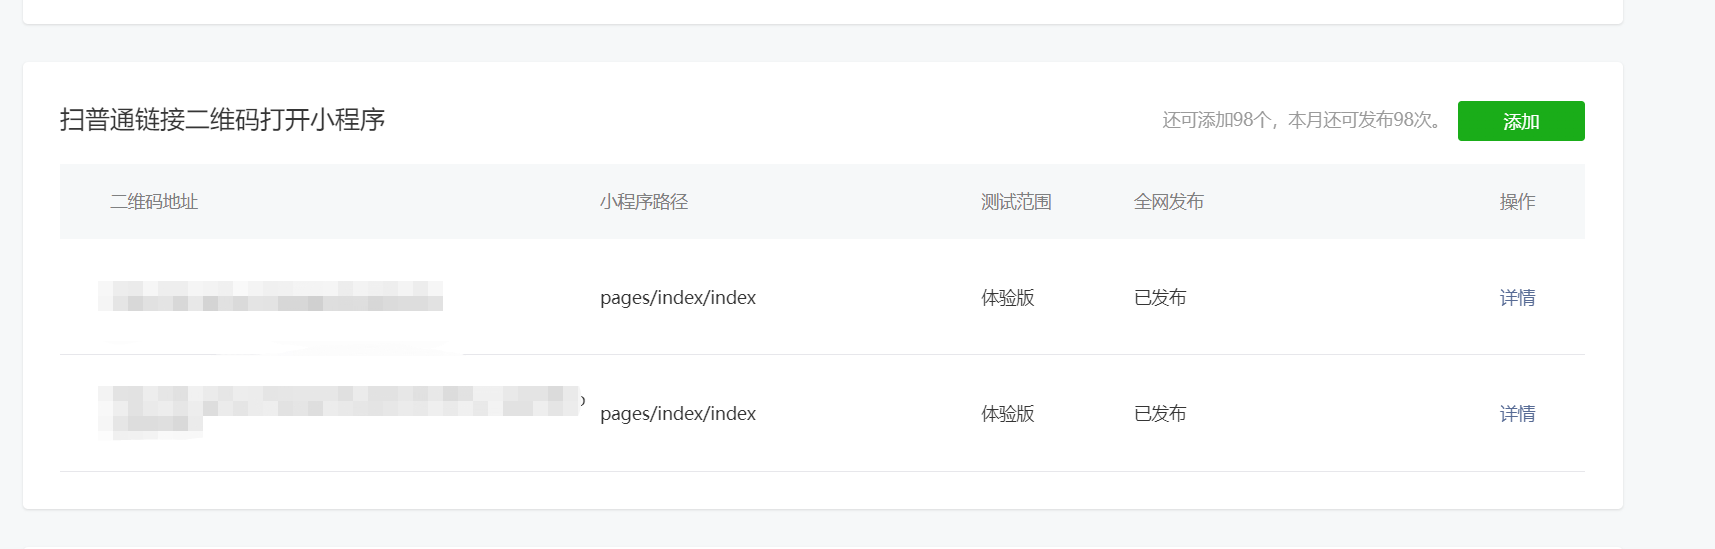 扫普通链接二维码打开小程序
还可添加98个，本月还可发布98次。 添加
二维码地址 小程序路径 测试范围 全网发布 操作
pages/index/index 体验版 已发布 详情
pages/index/index 体验版 已发布 详情